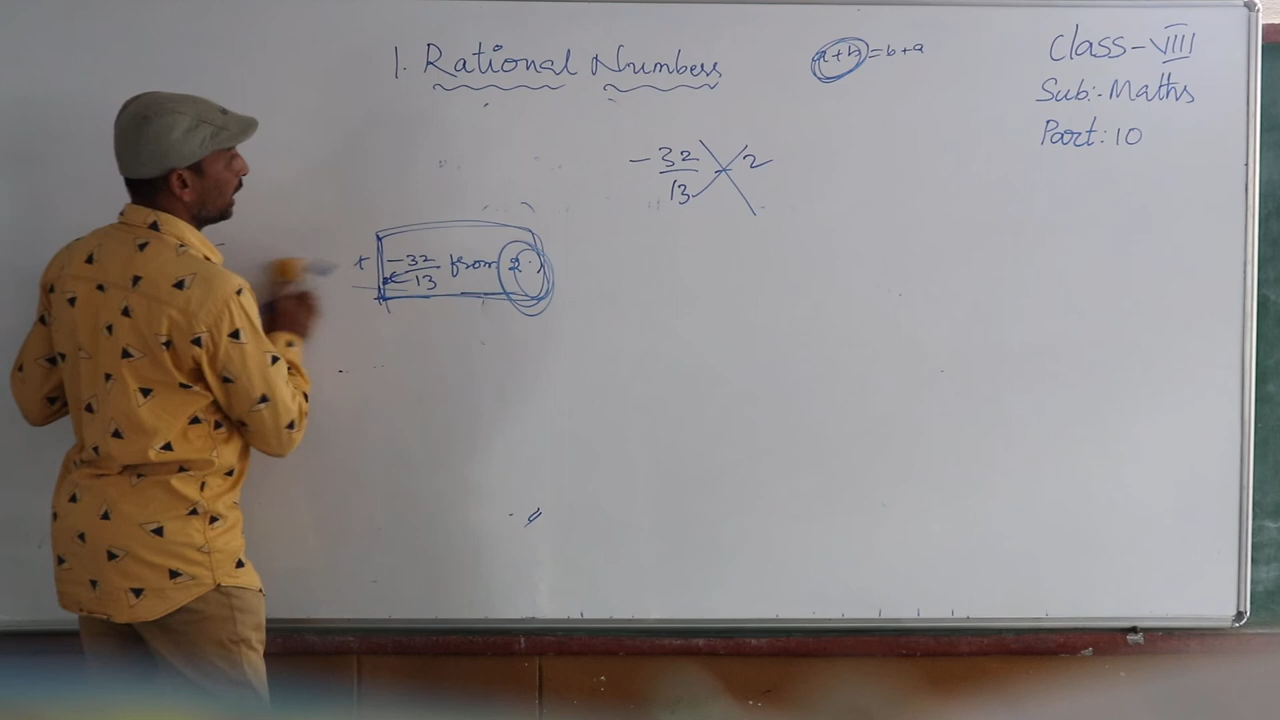 1. Rational Numbers
a+b = b+a
Class-VIII
Sub:- Maths
Part: 10
-32/13 2
-32/13 from 2